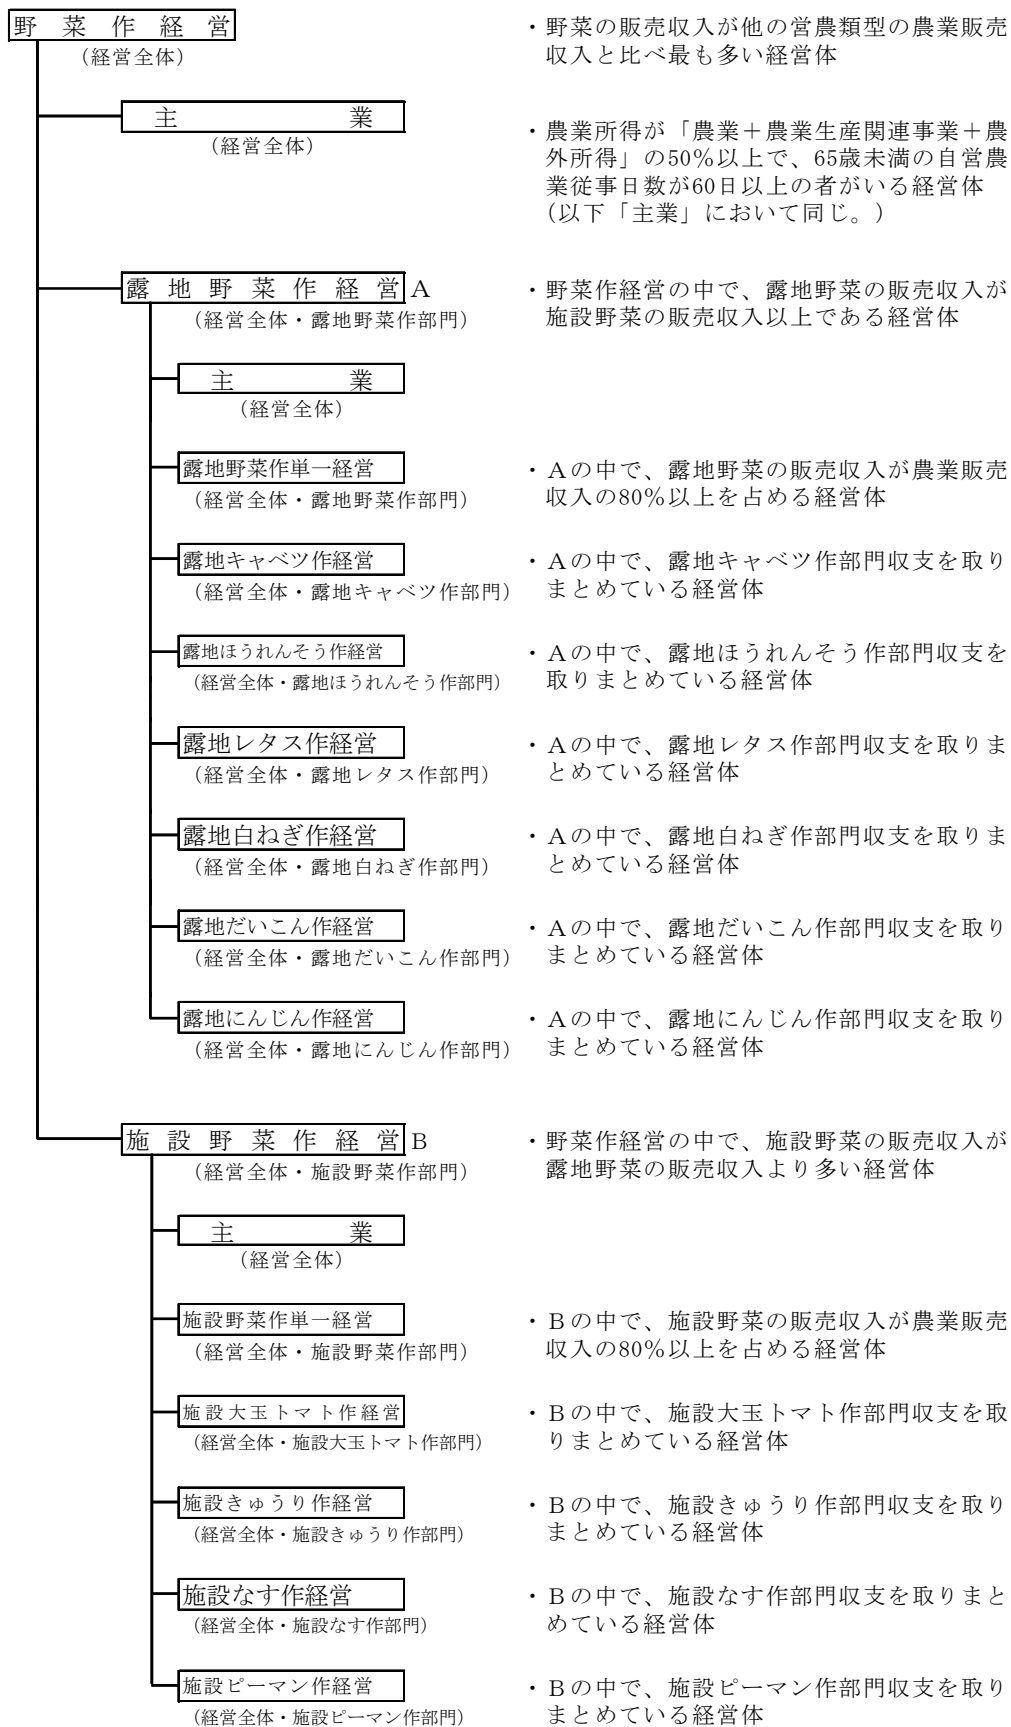 野菜作経営
(経営全体)
・野菜の販売収入が他の営農類型の農業販売
収入と比べ最も多い経営体
主業
(経営全体)
・農業所得が「農業＋農業生産関連事業＋農
外所得」の50％以上で、65歳未満の自営農
業従事日数が60日以上の者がいる経営体
(以下「主業」において同じ。)
露地野菜作経営A
(経営全体・露地野菜作部門)
・野菜作経営の中で、露地野菜の販売収入が
施設野菜の販売収入以上である経営体
主業
(経営全体)
露地野菜作単一経営
(経営全体・露地野菜作部門)
・Aの中で、露地野菜の販売収入が農業販売
収入の80％以上を占める経営体
露地キャベツ作経営
(経営全体・露地キャベツ作部門)
・Aの中で、露地キャベツ作部門収支を取り
まとめている経営体
露地ほうれんそう作経営
(経営全体・露地ほうれんそう作部門)
・Aの中で、露地ほうれんそう作部門収支を
取りまとめている経営体
露地レタス作経営
(経営全体・露地レタス作部門)
・Aの中で、露地レタス作部門収支を取りま
とめている経営体
露地白ねぎ作経営
(経営全体・露地白ねぎ作部門)
・Aの中で、露地白ねぎ作部門収支を取りま
とめている経営体
露地だいこん作経営
(経営全体・露地だいこん作部門)
・Aの中で、露地だいこん作部門収支を取り
まとめている経営体
露地にんじん作経営
(経営全体・露地にんじん作部門)
・Aの中で、露地にんじん作部門収支を取り
まとめている経営体
施設野菜作経営B
(経営全体・施設野菜作部門)
・野菜作経営の中で、施設野菜の販売収入が
露地野菜の販売収入より多い経営体
主業
(経営全体)
施設野菜作単一経営
(経営全体・施設野菜作部門)
・Bの中で、施設野菜の販売収入が農業販売
収入の80％以上を占める経営体
施設大玉トマト作経営
(経営全体・施設大玉トマト作部門)
・Bの中で、施設大玉トマト作部門収支を取
りまとめている経営体
施設きゅうり作経営
(経営全体・施設きゅうり作部門)
・Bの中で、施設きゅうり作部門収支を取り
まとめている経営体
施設なす作経営
(経営全体・施設なす作部門)
・Bの中で、施設なす作部門収支を取りまと
めている経営体
施設ピーマン作経営
(経営全体・施設ピーマン作部門)
・Bの中で、施設ピーマン作部門収支を取り
まとめている経営体